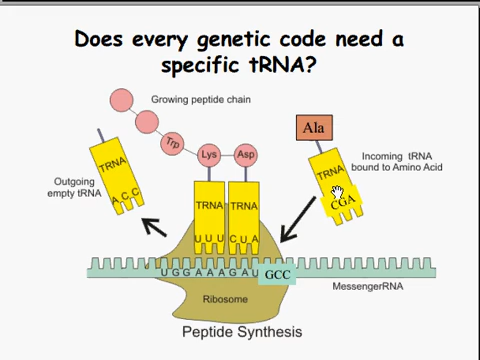 Does every genetic code need a
specific tRNA?
Growing peptide chain
Trp
Lys
Asp
Ala
Incoming tRNA
bound to Amino Acid
TRNA
TRNA
TRNA
TRNA
Outgoing
empty tRNA
A C C
U U U
C U A
CGA
U G G A A A G A U
GCC
MessengerRNA
Ribosome
Peptide Synthesis